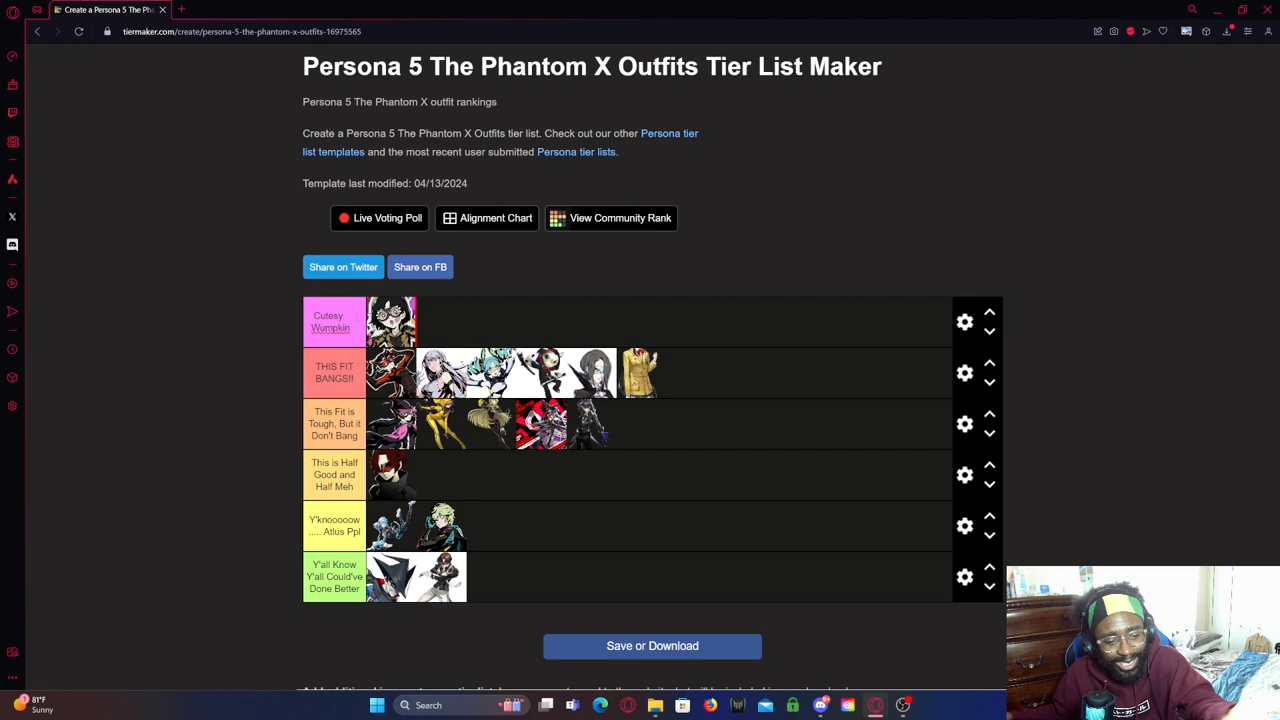 Create a Persona 5 The Ph
tiermaker.com/create/persona-5-the-phantom-x-outfits-16975565
Persona 5 The Phantom X Outfits Tier List Maker
Persona 5 The Phantom X outfit rankings
Create a Persona 5 The Phantom X Outfits tier list. Check out our other Persona tier
list templates and the most recent user submitted Persona tier lists.
Template last modified: 04/13/2024
Live Voting Poll
Alignment Chart
View Community Rank
Share on Twitter
Share on FB
Cutesy
Wumpkin
THIS FIT
BANGS!!
This Fit is
Tough, But it
Don't Bang
This is Half
Good and
Half Meh
Y'knooooow
..... Atlus Ppl
Y'all Know
Y'all Could've
Done Better
Save or Download
81°F
Sunny
Search